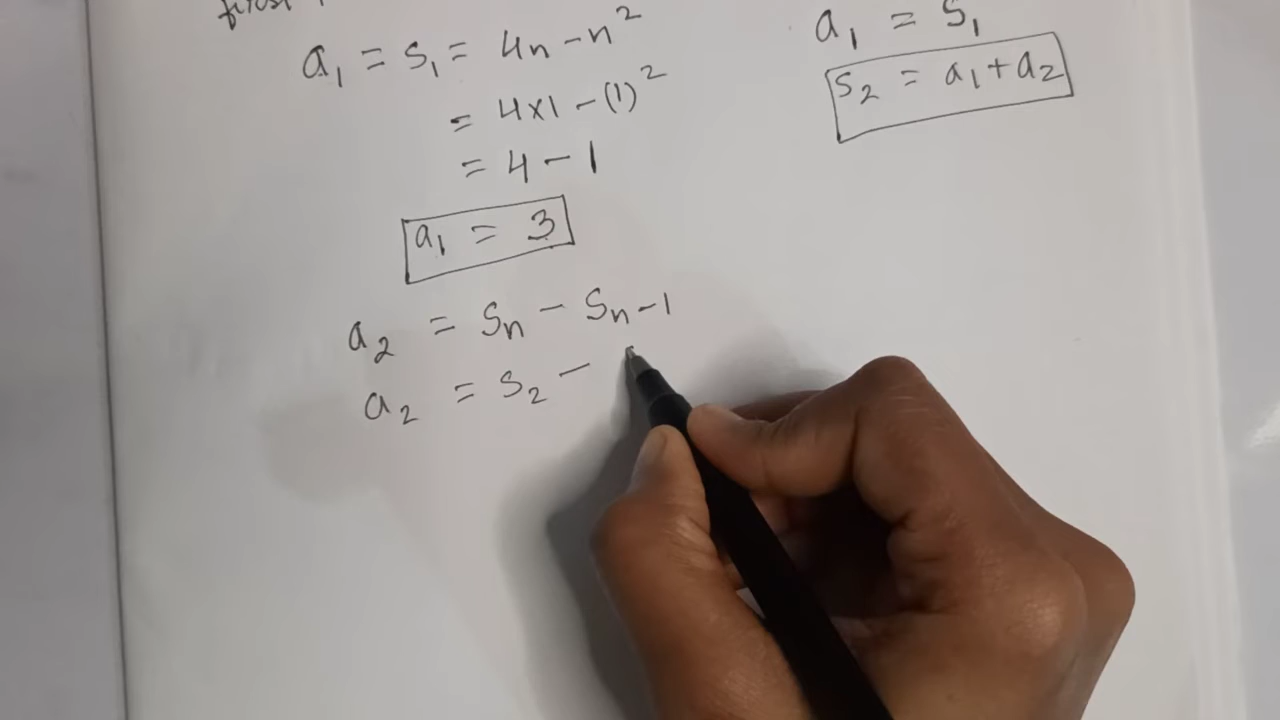 first
a₁ = S₁ = 4n - n²
= 4×1 - (1)²
= 4 - 1
a₁ = 3
a₂ = Sₙ - Sₙ-1
a₂ = S₂ -
a₁ = S₁
S₂ = a₁ + a₂